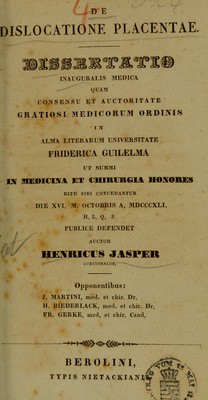 DE
DISLOCATIONE PLACENTAE.
DISSERTATIO
INAUGURALIS MEDICA
QUAM
CONSENSU ET AUCTORITATE
GRATIOSI MEDICORUM ORDINIS
IN
ALMA LITERARUM UNIVERSITATE
FRIDERICA GUILELMA
UT SUMMI
IN MEDICINA ET CHIRURGIA HONORES
RITE SIBI CONCEDANTUR
DIE XVI. M. OCTOBRIS A. MDCCCXLI.
H. L. Q. S.
PUBLICE DEFENDET
AUCTOR
HENRICUS JASPER
Opponentibus:
J. MARTINI, med. et chir. Dr.
H. BIEDERLACK, med. et chir. Dr.
FR. GERKE, med. et chir. Cand.
BEROLINI,
TYPIS NIETACKIANIS